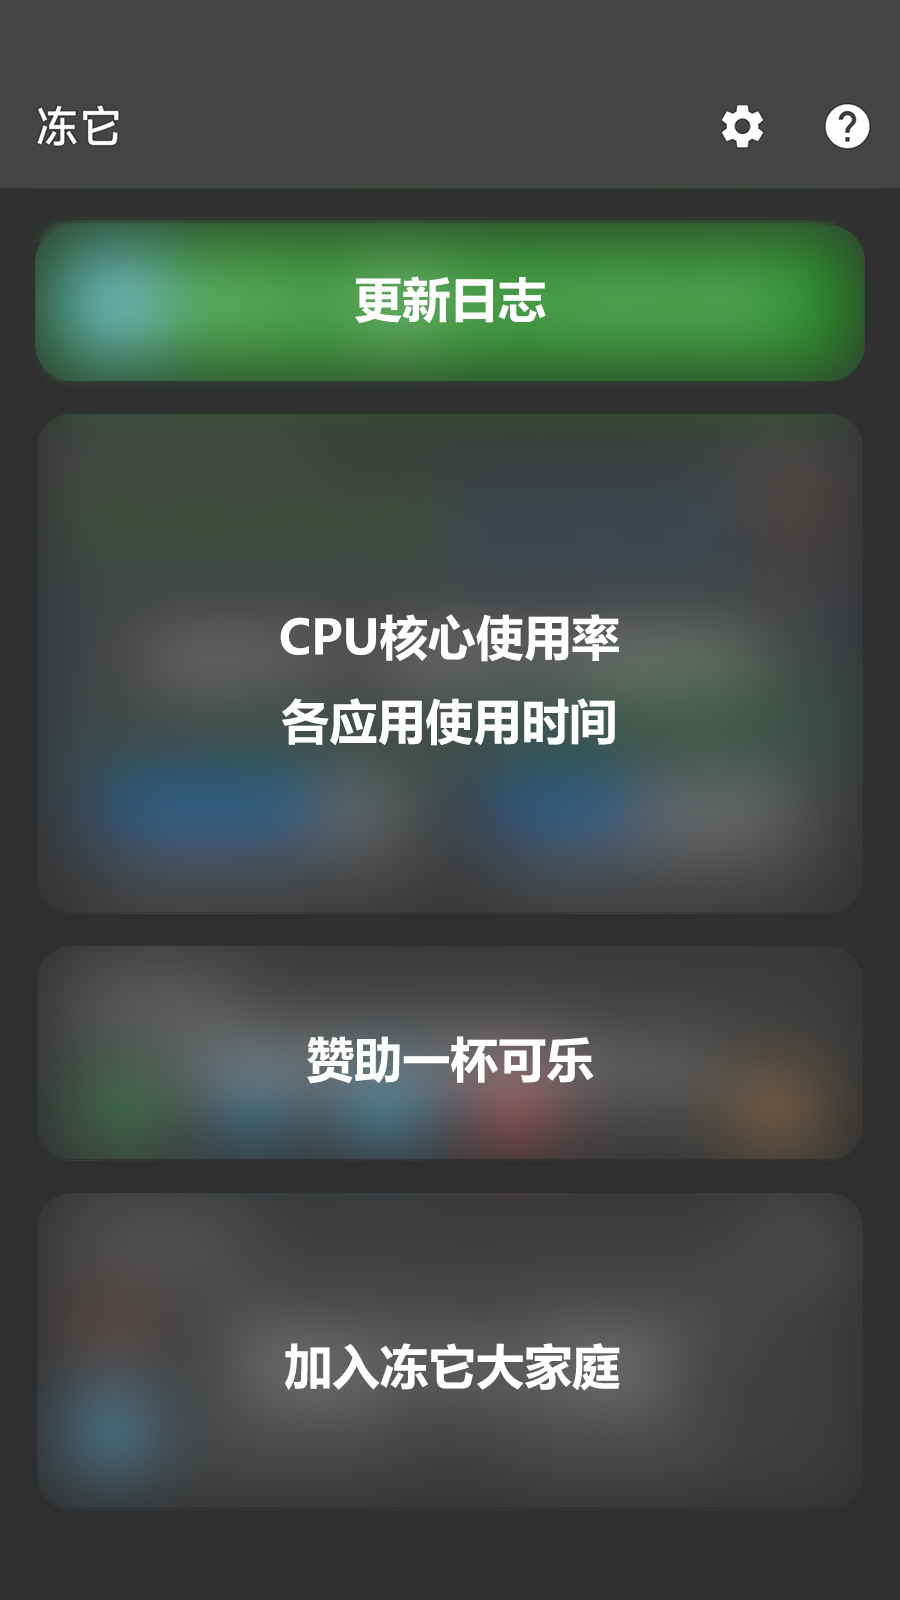 冻它
更新日志
CPU核心使用率
各应用使用时间
赞助一杯可乐
加入冻它大家庭